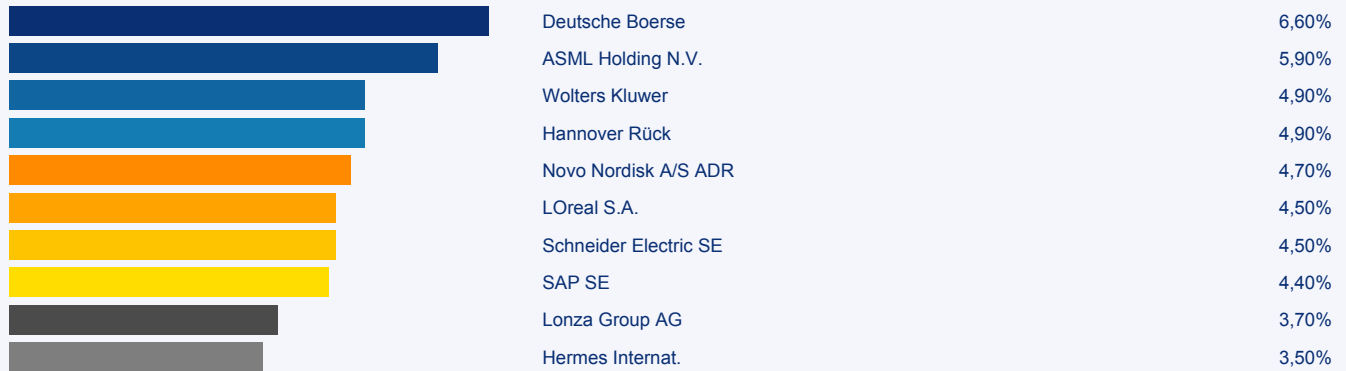 Deutsche Boerse 6,60%
ASML Holding N.V. 5,90%
Wolters Kluwer 4,90%
Hannover Rück 4,90%
Novo Nordisk A/S ADR 4,70%
LOreal S.A. 4,50%
Schneider Electric SE 4,50%
SAP SE 4,40%
Lonza Group AG 3,70%
Hermes Internat. 3,50%